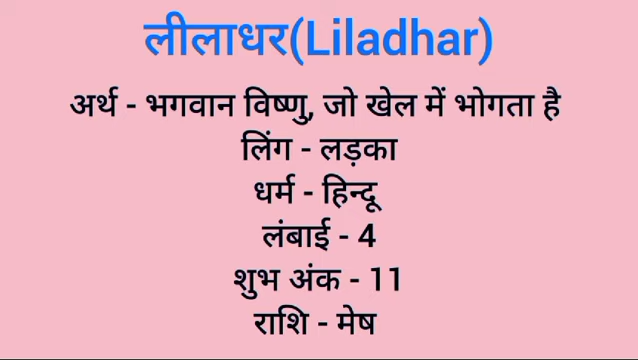 लीलाधर(Liladhar)
अर्थ - भगवान विष्णु, जो खेल में भोगता है
लिंग - लड़का
धर्म - हिन्दू
लंबाई - 4
शुभ अंक - 11
राशि - मेष